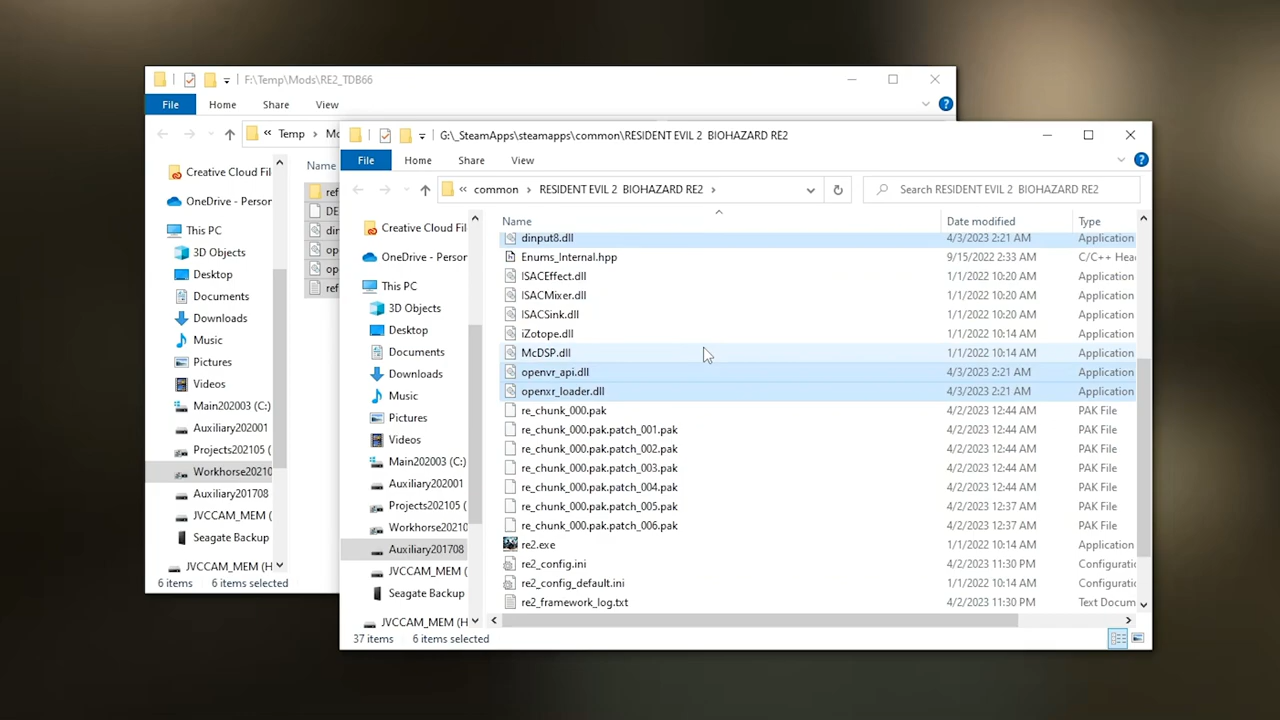 F:\Temp\Mods\RE2_TDB66
File Home Share View
« Temp › Mo
Name
Creative Cloud Fil
OneDrive - Person
This PC
3D Objects
Desktop
Documents
Downloads
Music
Pictures
Videos
Main202003 (C:)
Auxiliary202001
Projects202105 (
Workhorse20210
Auxiliary201708
JVCCAM_MEM (
Seagate Backup
JVCCAM_MEM (H
ref
DE
din
op
op
ref
6 items 6 items selected
G:\_SteamApps\steamapps\common\RESIDENT EVIL 2 BIOHAZARD RE2
File Home Share View
« common › RESIDENT EVIL 2 BIOHAZARD RE2 ›
Search RESIDENT EVIL 2 BIOHAZARD RE2
Creative Cloud Fil
OneDrive - Person
This PC
3D Objects
Desktop
Documents
Downloads
Music
Pictures
Videos
Main202003 (C:)
Auxiliary202001
Projects202105 (
Workhorse20210
Auxiliary201708
JVCCAM_MEM (
Seagate Backup
JVCCAM_MEM (H
Name Date modified Type
dinput8.dll 4/3/2023 2:21 AM Application
Enums_Internal.hpp 9/15/2022 2:33 AM C/C++ Hea
ISACEffect.dll 1/1/2022 10:20 AM Application
ISACMixer.dll 1/1/2022 10:20 AM Application
ISACSink.dll 1/1/2022 10:20 AM Application
iZotope.dll 1/1/2022 10:14 AM Application
McDSP.dll 1/1/2022 10:14 AM Application
openvr_api.dll 4/3/2023 2:21 AM Application
openxr_loader.dll 4/3/2023 2:21 AM Application
re_chunk_000.pak 4/2/2023 12:44 AM PAK File
re_chunk_000.pak.patch_001.pak 4/2/2023 12:44 AM PAK File
re_chunk_000.pak.patch_002.pak 4/2/2023 12:44 AM PAK File
re_chunk_000.pak.patch_003.pak 4/2/2023 12:44 AM PAK File
re_chunk_000.pak.patch_004.pak 4/2/2023 12:44 AM PAK File
re_chunk_000.pak.patch_005.pak 4/2/2023 12:37 AM PAK File
re_chunk_000.pak.patch_006.pak 4/2/2023 12:37 AM PAK File
re2.exe 1/1/2022 10:14 AM Application
re2_config.ini 4/2/2023 11:30 PM Configurati
re2_config_default.ini 1/1/2022 10:14 AM Configurati
re2_framework_log.txt 4/2/2023 11:30 PM Text Docum
37 items 6 items selected